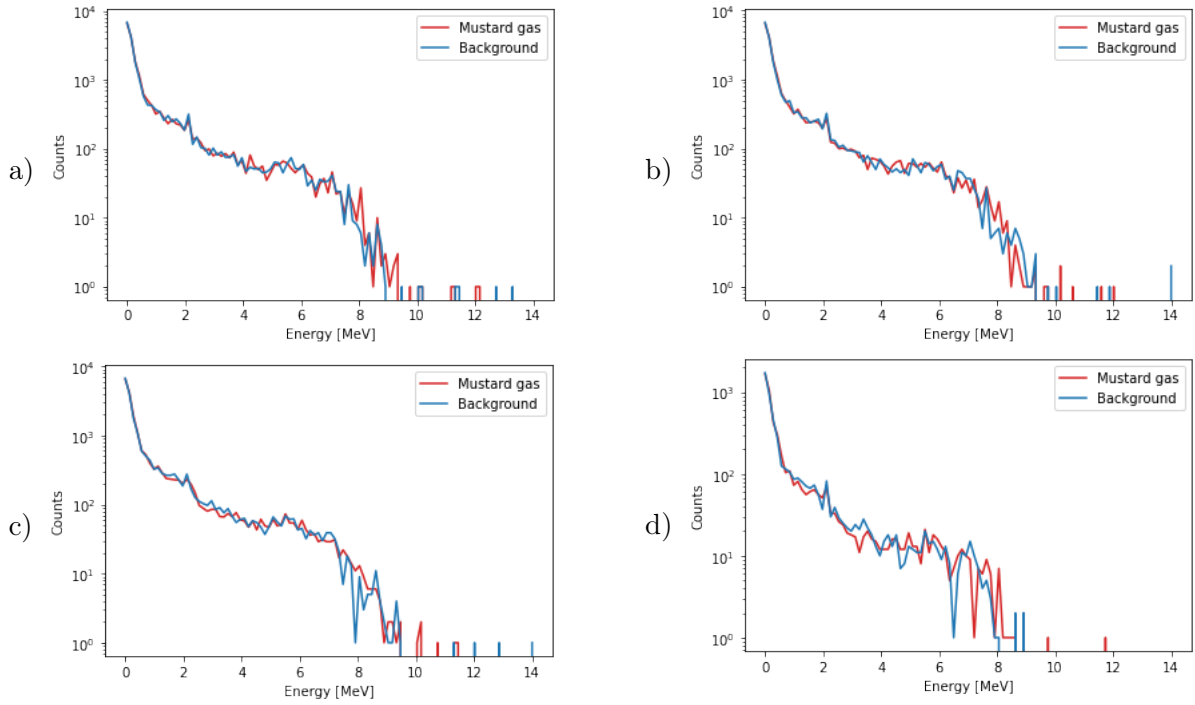 a)
Counts
10⁴
10³
10²
10¹
10⁰
Mustard gas
Background
0 2 4 6 8 10 12 14
Energy [MeV]
b)
Counts
10⁴
10³
10²
10¹
10⁰
Mustard gas
Background
0 2 4 6 8 10 12 14
Energy [MeV]
c)
Counts
10⁴
10³
10²
10¹
10⁰
Mustard gas
Background
0 2 4 6 8 10 12 14
Energy [MeV]
d)
Counts
10³
10²
10¹
10⁰
Mustard gas
Background
0 2 4 6 8 10 12 14
Energy [MeV]